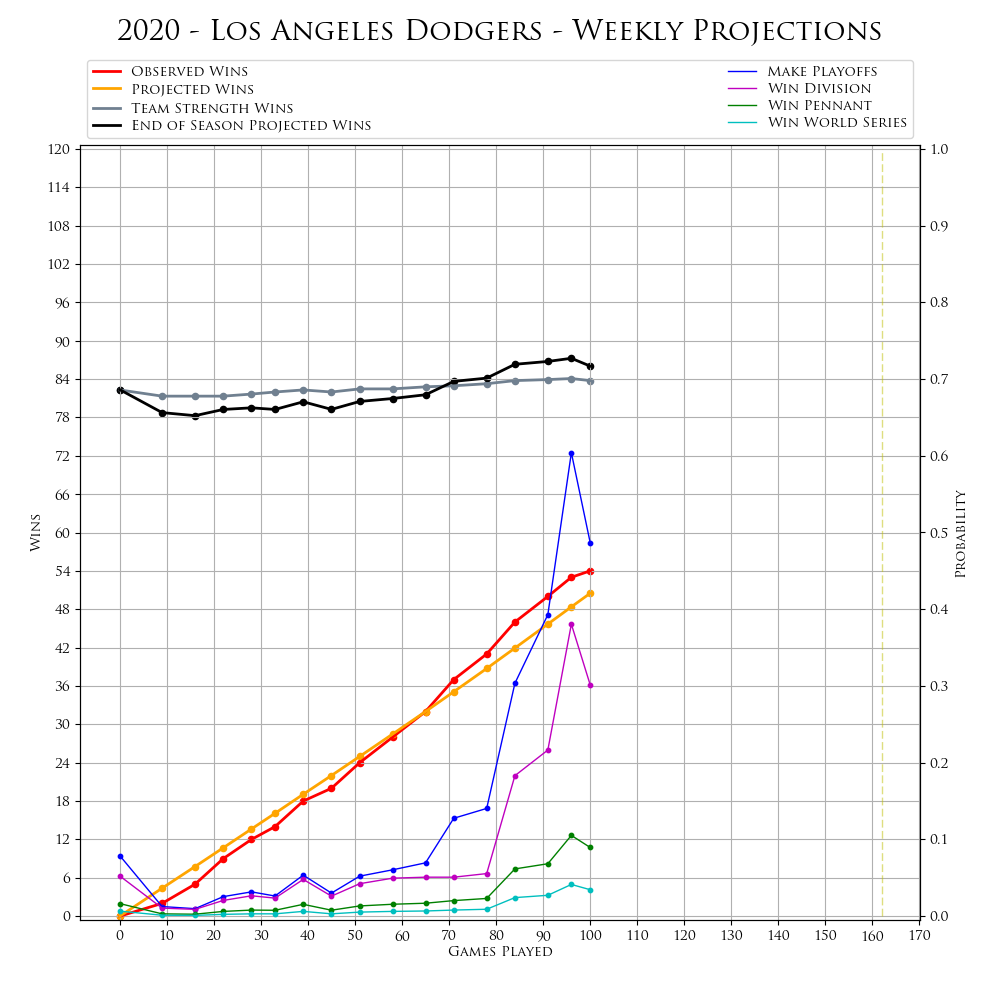 2020 - Los Angeles Dodgers - Weekly Projections
Observed Wins
Projected Wins
Team Strength Wins
End of Season Projected Wins
Make Playoffs
Win Division
Win Pennant
Win World Series
120
114
108
102
96
90
84
78
72
66
60
54
48
42
36
30
24
18
12
6
0
Wins
1.0
0.9
0.8
0.7
0.6
0.5
0.4
0.3
0.2
0.1
0.0
Probability
0 10 20 30 40 50 60 70 80 90 100 110 120 130 140 150 160 170
Games Played